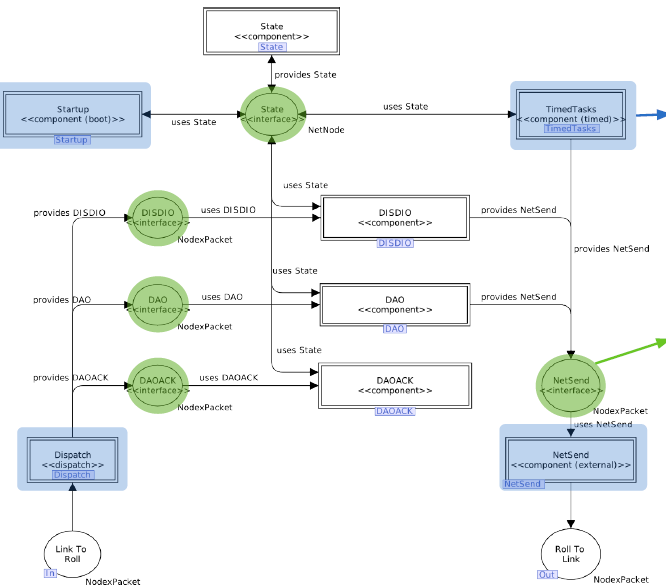 State
<<component>>
State
provides State
Startup
<<component (boot)>>
Startup
uses State
State
<<interface>>
NetNode
uses State
TimedTasks
<<component (timed)>>
TimedTasks
uses State
provides DISDIO
DISDIO
<<interface>>
NodexPacket
uses DISDIO
DISDIO
<<component>>
DISDIO
provides NetSend
provides NetSend
uses State
provides DAO
DAO
<<interface>>
NodexPacket
uses DAO
DAO
<<component>>
DAO
provides NetSend
uses State
provides DAOACK
DAOACK
<<interface>>
NodexPacket
uses DAOACK
DAOACK
<<component>>
DAOACK
NetSend
<<interface>>
NodexPacket
uses NetSend
Dispatch
<<dispatch>>
Dispatch
NetSend
<<component (external)>>
NetSend
Link To
Roll
In
NodexPacket
Roll To
Link
Out
NodexPacket